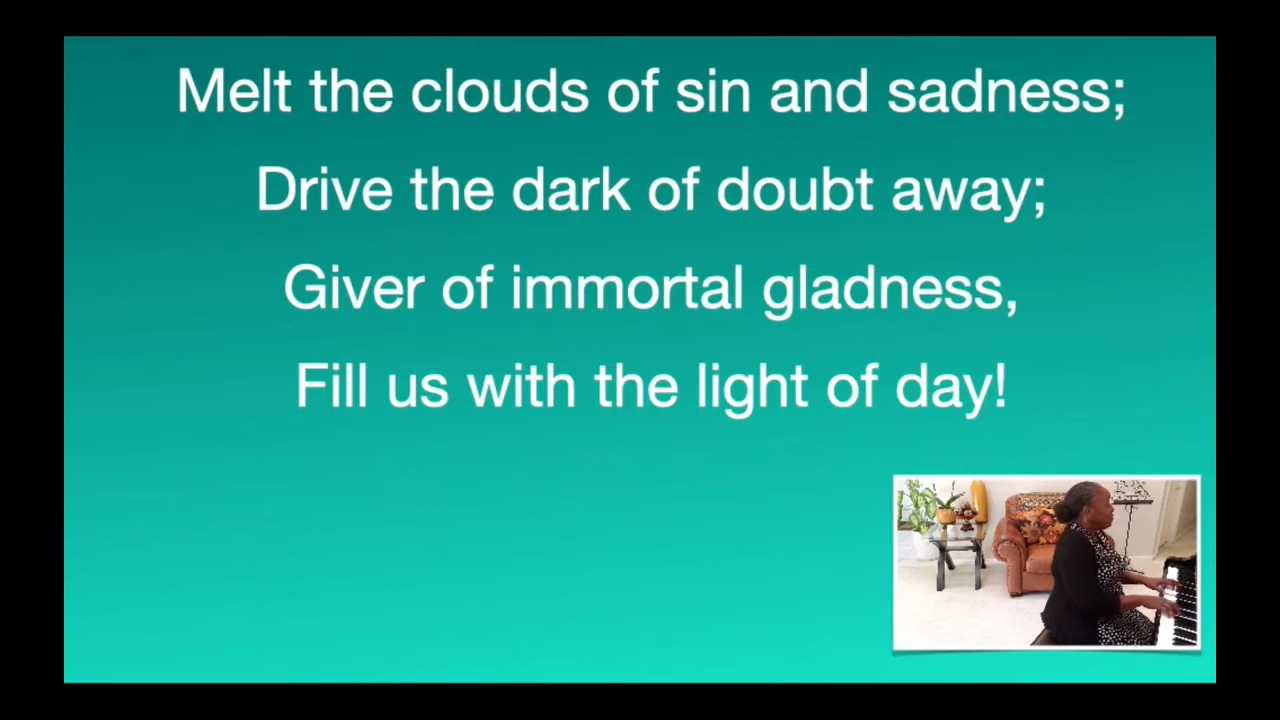 Melt the clouds of sin and sadness;
Drive the dark of doubt away;
Giver of immortal gladness,
Fill us with the light of day!